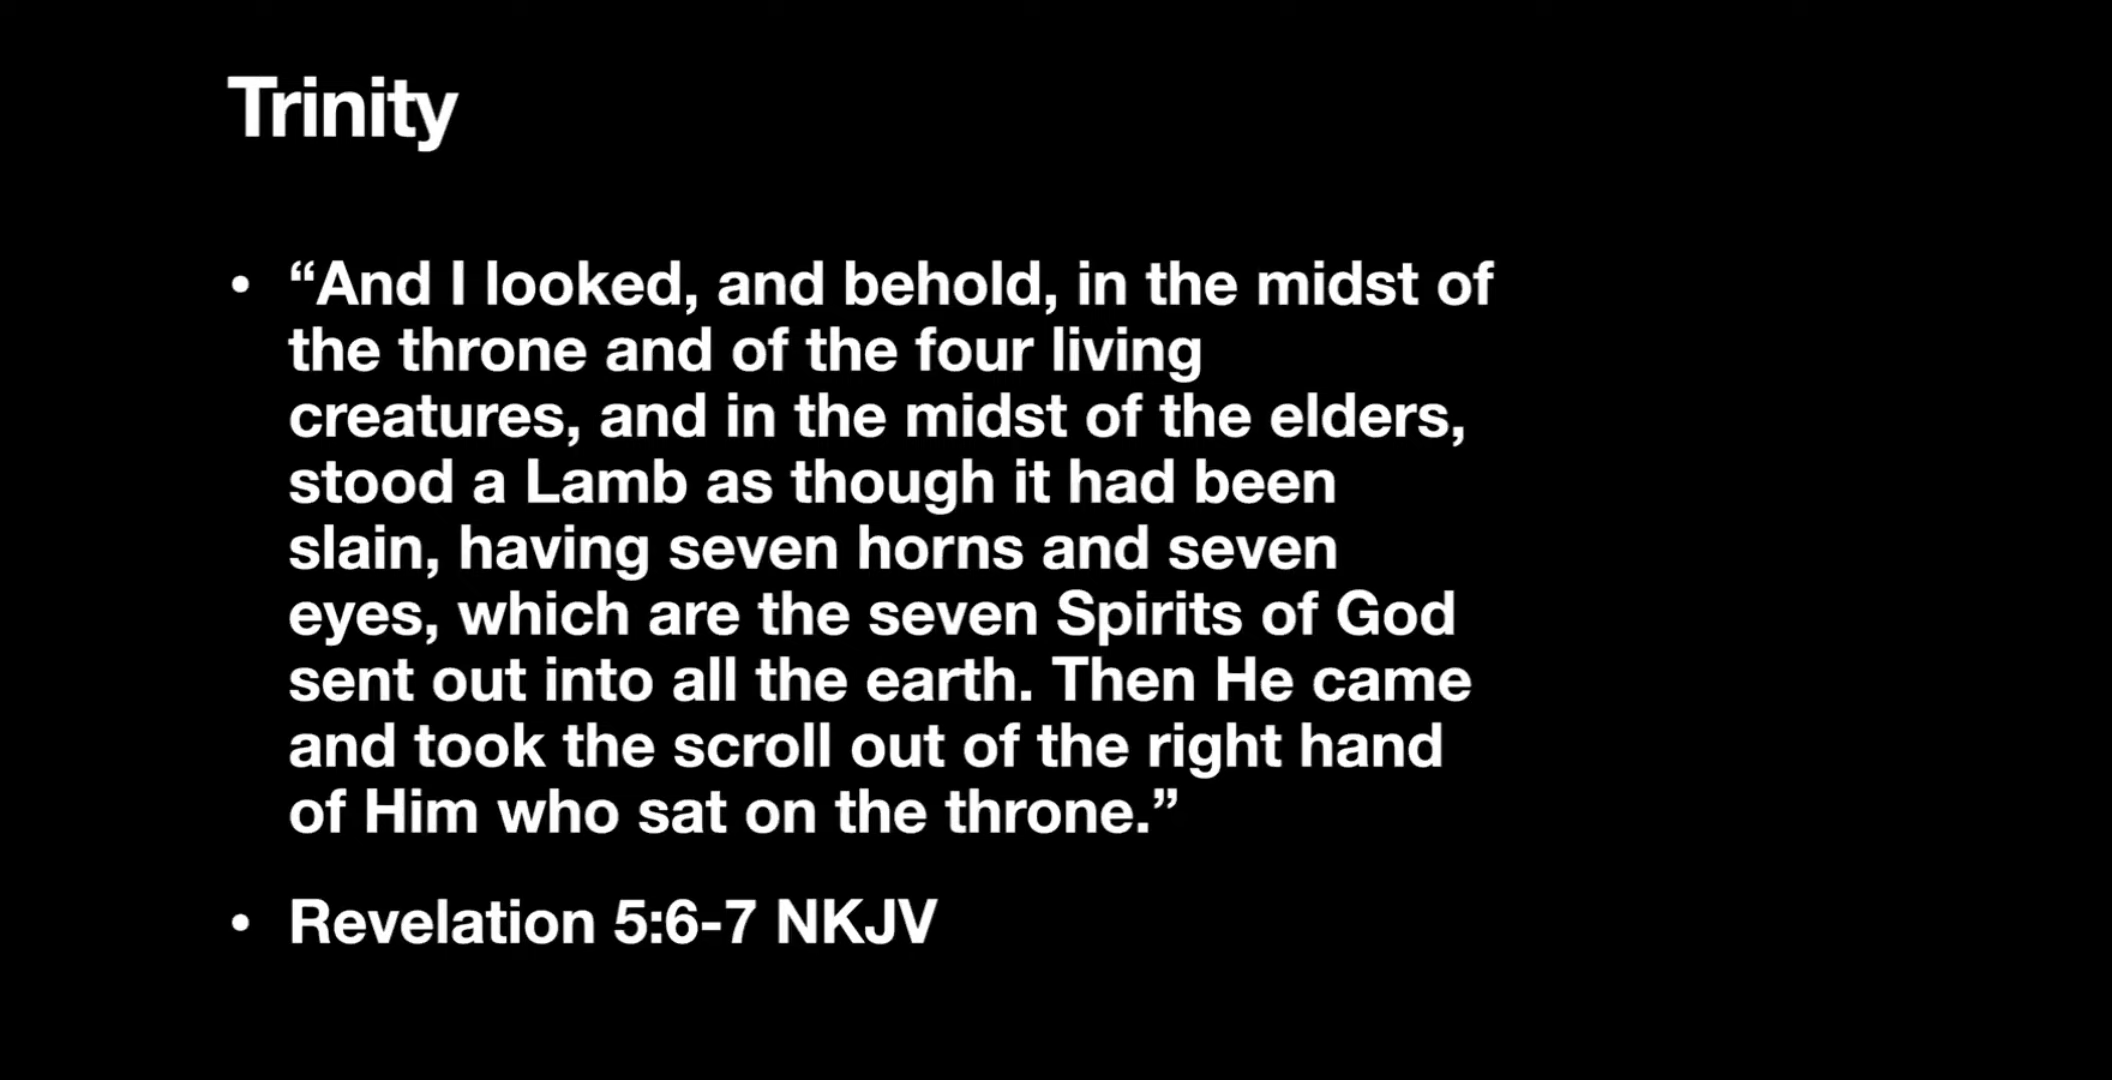 Trinity
• “And I looked, and behold, in the midst of
the throne and of the four living
creatures, and in the midst of the elders,
stood a Lamb as though it had been
slain, having seven horns and seven
eyes, which are the seven Spirits of God
sent out into all the earth. Then He came
and took the scroll out of the right hand
of Him who sat on the throne.”
• Revelation 5:6-7 NKJV